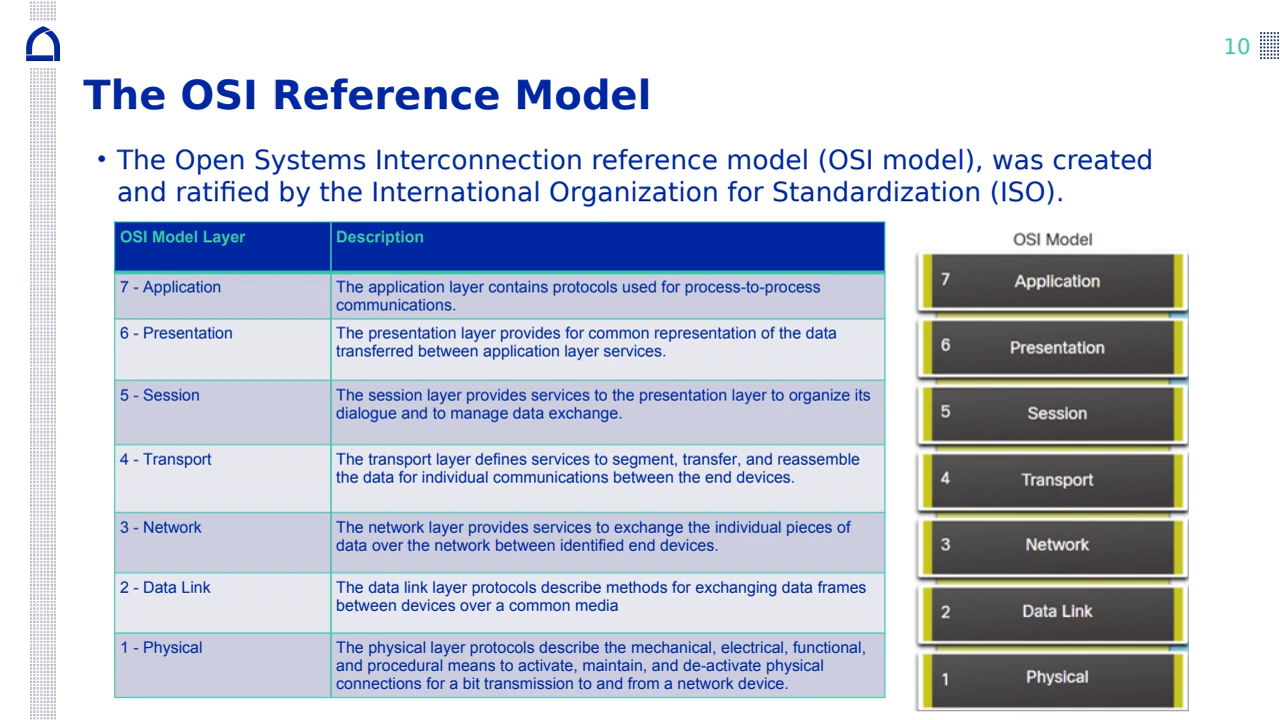 10
The OSI Reference Model
• The Open Systems Interconnection reference model (OSI model), was created
and ratified by the International Organization for Standardization (ISO).
OSI Model Layer
Description
7 - Application
The application layer contains protocols used for process-to-process
communications.
6 - Presentation
The presentation layer provides for common representation of the data
transferred between application layer services.
5 - Session
The session layer provides services to the presentation layer to organize its
dialogue and to manage data exchange.
4 - Transport
The transport layer defines services to segment, transfer, and reassemble
the data for individual communications between the end devices.
3 - Network
The network layer provides services to exchange the individual pieces of
data over the network between identified end devices.
2 - Data Link
The data link layer protocols describe methods for exchanging data frames
between devices over a common media
1 - Physical
The physical layer protocols describe the mechanical, electrical, functional,
and procedural means to activate, maintain, and de-activate physical
connections for a bit transmission to and from a network device.
OSI Model
7 Application
6 Presentation
5 Session
4 Transport
3 Network
2 Data Link
1 Physical